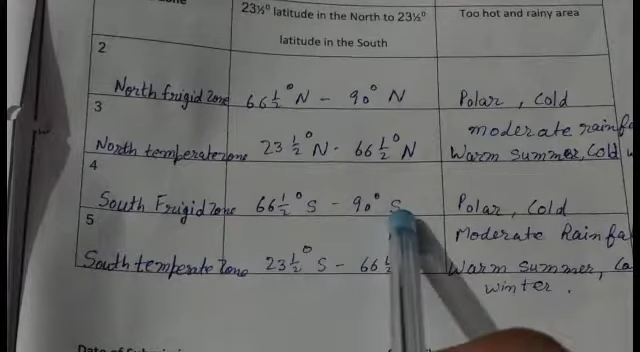 23½° latitude in the North to 23½° Too hot and rainy area
latitude in the South
2
North frigid zone 66½° N - 90° N Polar, Cold
3 moderate
North temperate zone 23½° N - 66½° N Warm summer, Cold
4
South Frigid zone 66½° S - 90° S Polar, Cold
5 Moderate
South temperate zone 23½° S - 66½ Warm summer,
winter.